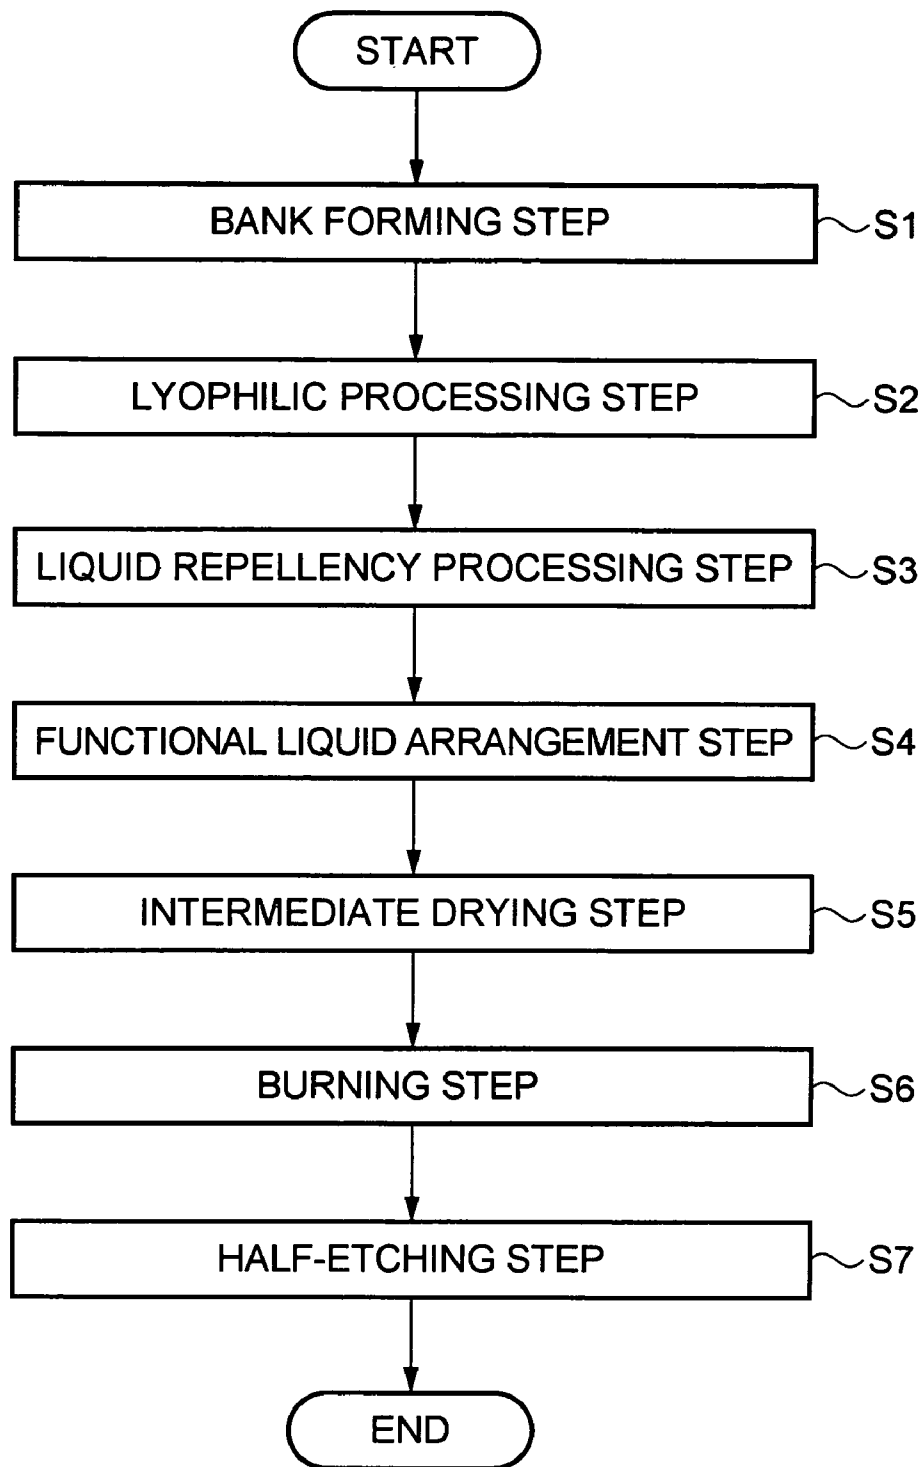 START
BANK FORMING STEP S1
LYOPHILIC PROCESSING STEP S2
LIQUID REPELLENCY PROCESSING STEP S3
FUNCTIONAL LIQUID ARRANGEMENT STEP S4
INTERMEDIATE DRYING STEP S5
BURNING STEP S6
HALF-ETCHING STEP S7
END